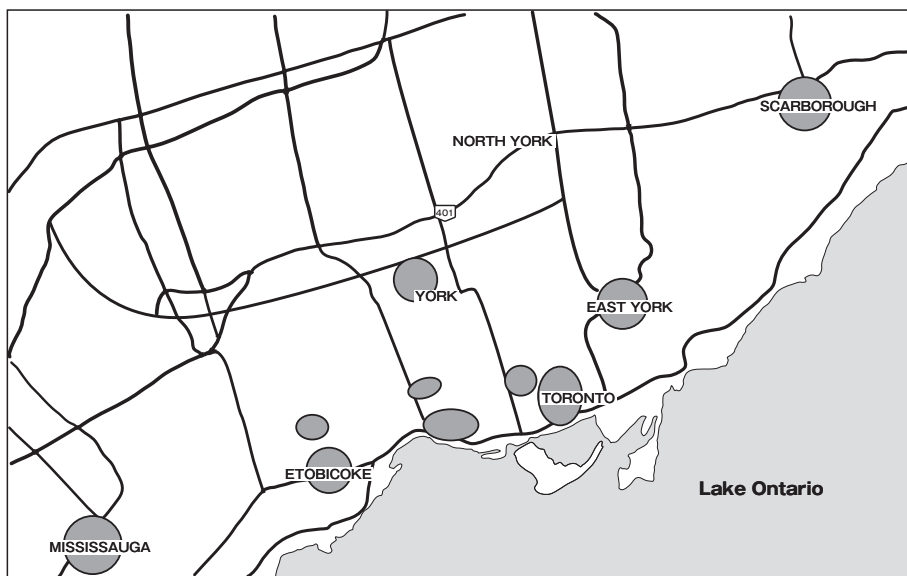 SCARBOROUGH
NORTH YORK
401
YORK
EAST YORK
TORONTO
ETOBICOKE
Lake Ontario
MISSISSAUGA